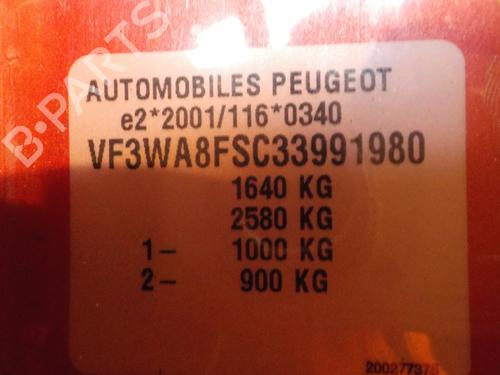 B-PARTS
AUTOMOBILES PEUGEOT
e2*2001/116*0340
VF3WA8FSC33991980
1640 KG
2580 KG
1- 1000 KG
2- 900 KG